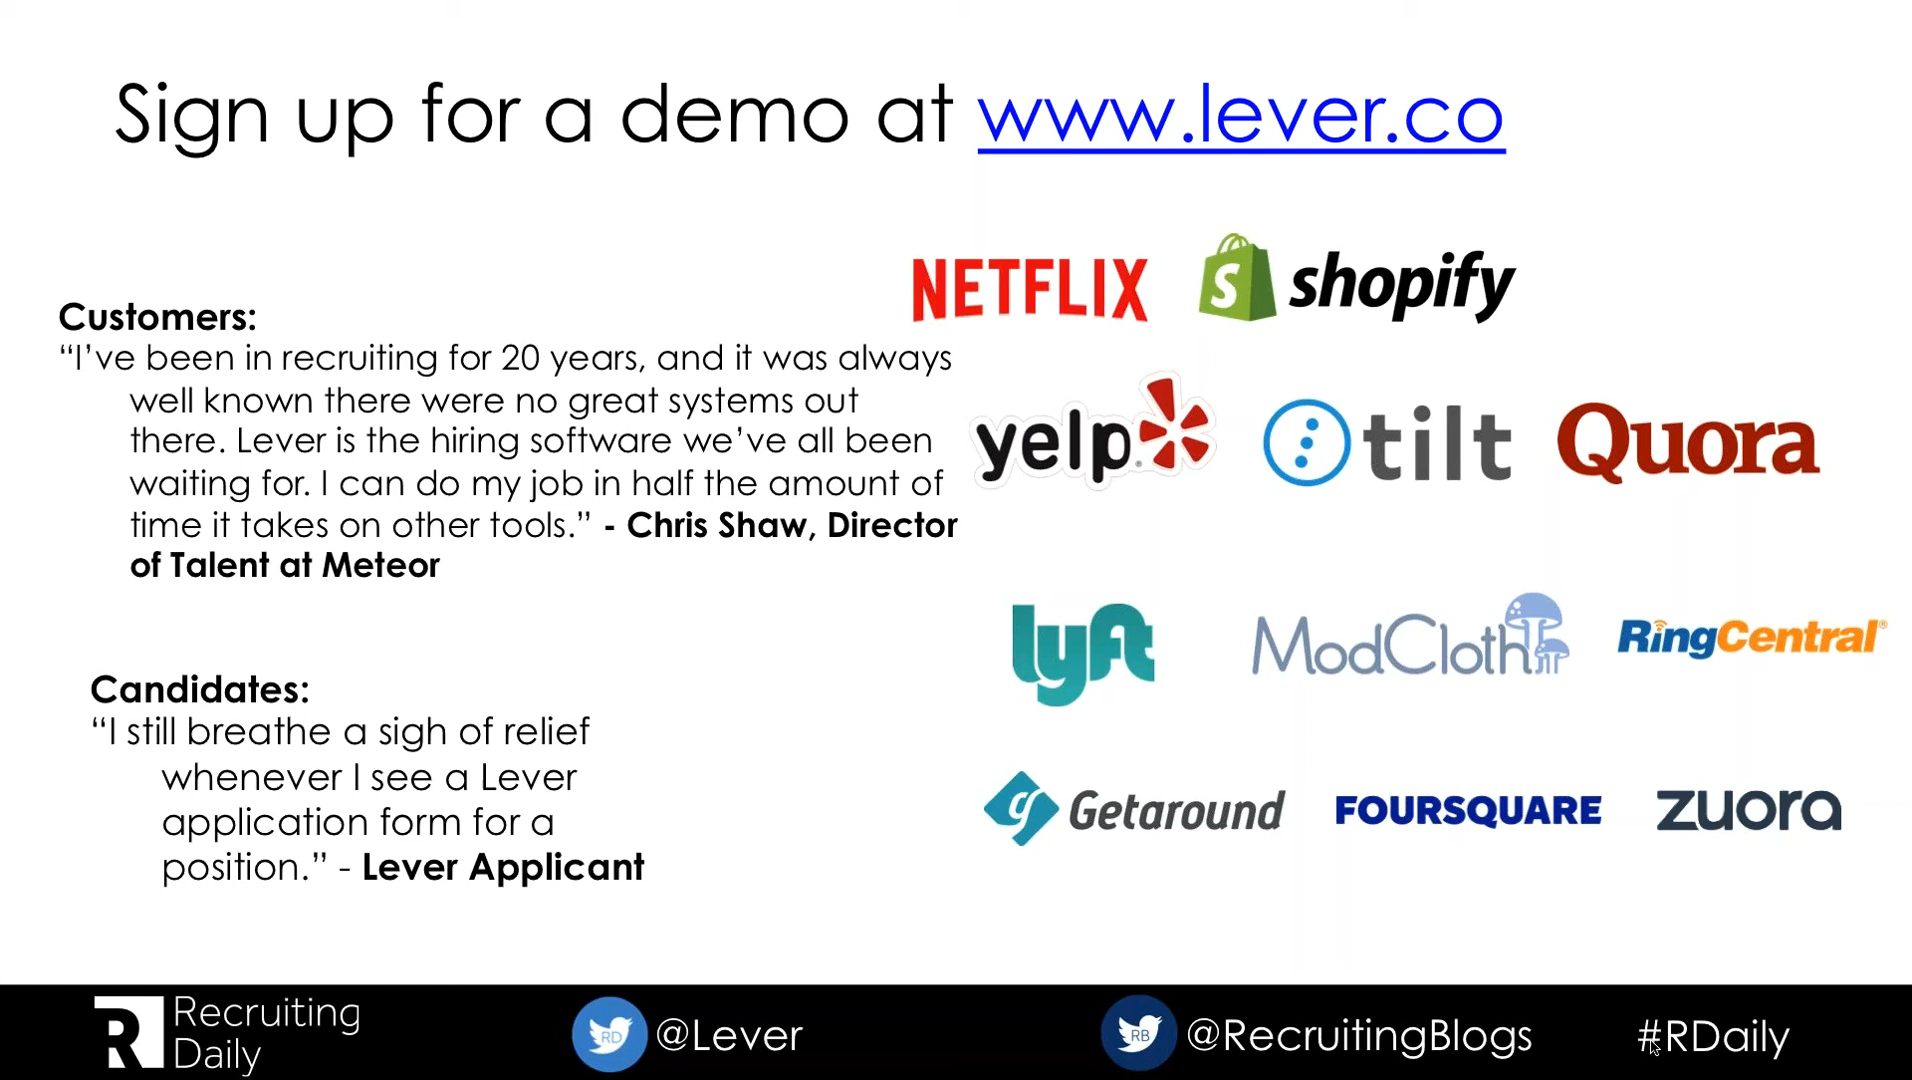 Sign up for a demo at www.lever.co
NETFLIX
S shopify
Customers:
“I’ve been in recruiting for 20 years, and it was always
well known there were no great systems out
there. Lever is the hiring software we’ve all been
waiting for. I can do my job in half the amount of
time it takes on other tools.” - Chris Shaw, Director
of Talent at Meteor
yelp
tilt
Quora
lyft
ModCloth
RingCentral®
Candidates:
“I still breathe a sigh of relief
whenever I see a Lever
application form for a
position.” - Lever Applicant
g Getaround
FOURSQUARE
zuora
R Recruiting
Daily
RD @Lever
RB @RecruitingBlogs
#RDaily